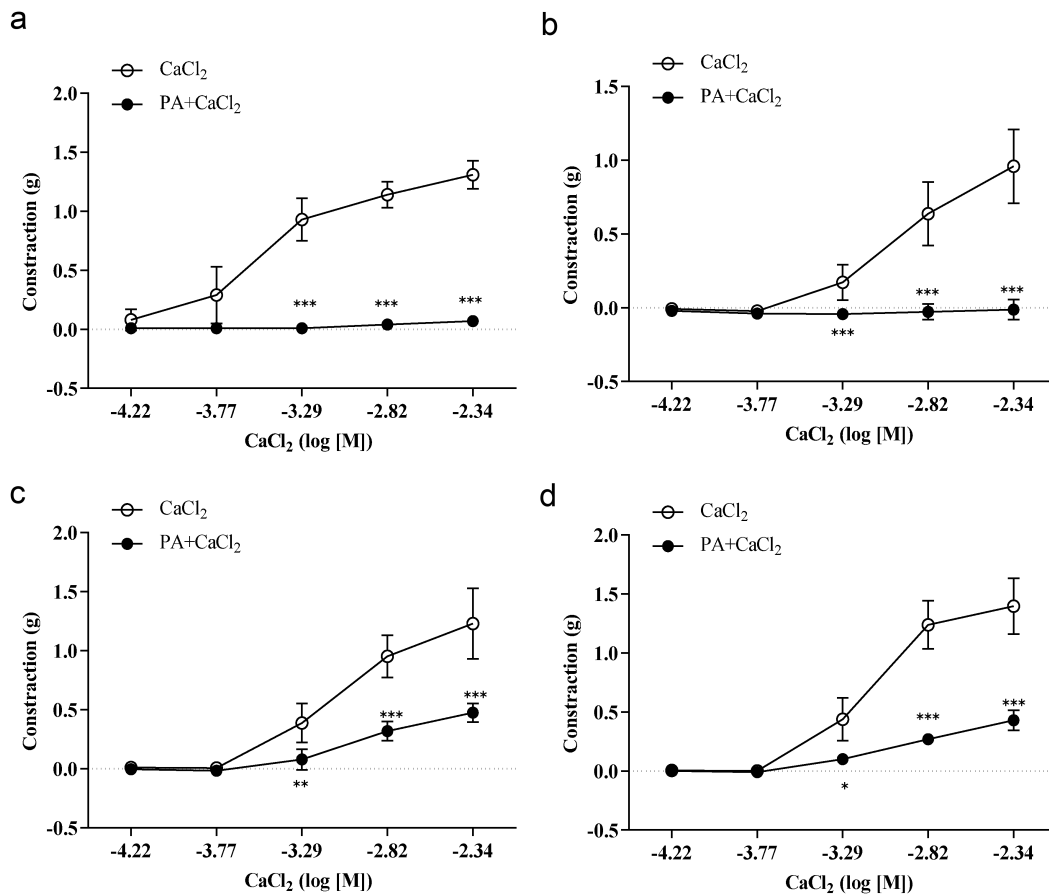 a
CaCl₂
PA+CaCl₂
Constraction (g)
2.0
1.5
1.0
0.5
0.0
-0.5
***
***
***
-4.22 -3.77 -3.29 -2.82 -2.34
CaCl₂ (log [M])
b
CaCl₂
PA+CaCl₂
Constraction (g)
1.5
1.0
0.5
0.0
-0.5
***
***
***
-4.22 -3.77 -3.29 -2.82 -2.34
CaCl₂ (log [M])
c
CaCl₂
PA+CaCl₂
Constraction (g)
2.0
1.5
1.0
0.5
0.0
-0.5
**
***
***
-4.22 -3.77 -3.29 -2.82 -2.34
CaCl₂ (log [M])
d
CaCl₂
PA+CaCl₂
Constraction (g)
2.0
1.5
1.0
0.5
0.0
-0.5
*
***
***
-4.22 -3.77 -3.29 -2.82 -2.34
CaCl₂ (log [M])